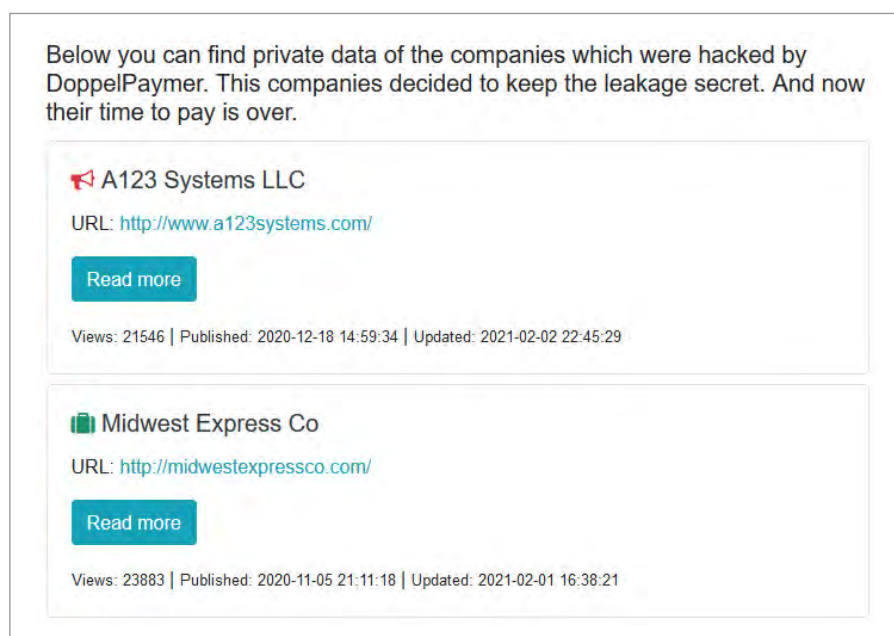 Below you can find private data of the companies which were hacked by
DoppelPaymer. This companies decided to keep the leakage secret. And now
their time to pay is over.
A123 Systems LLC
URL: http://www.a123systems.com/
Read more
Views: 21546 | Published: 2020-12-18 14:59:34 | Updated: 2021-02-02 22:45:29
Midwest Express Co
URL: http://midwestexpressco.com/
Read more
Views: 23883 | Published: 2020-11-05 21:11:18 | Updated: 2021-02-01 16:38:21